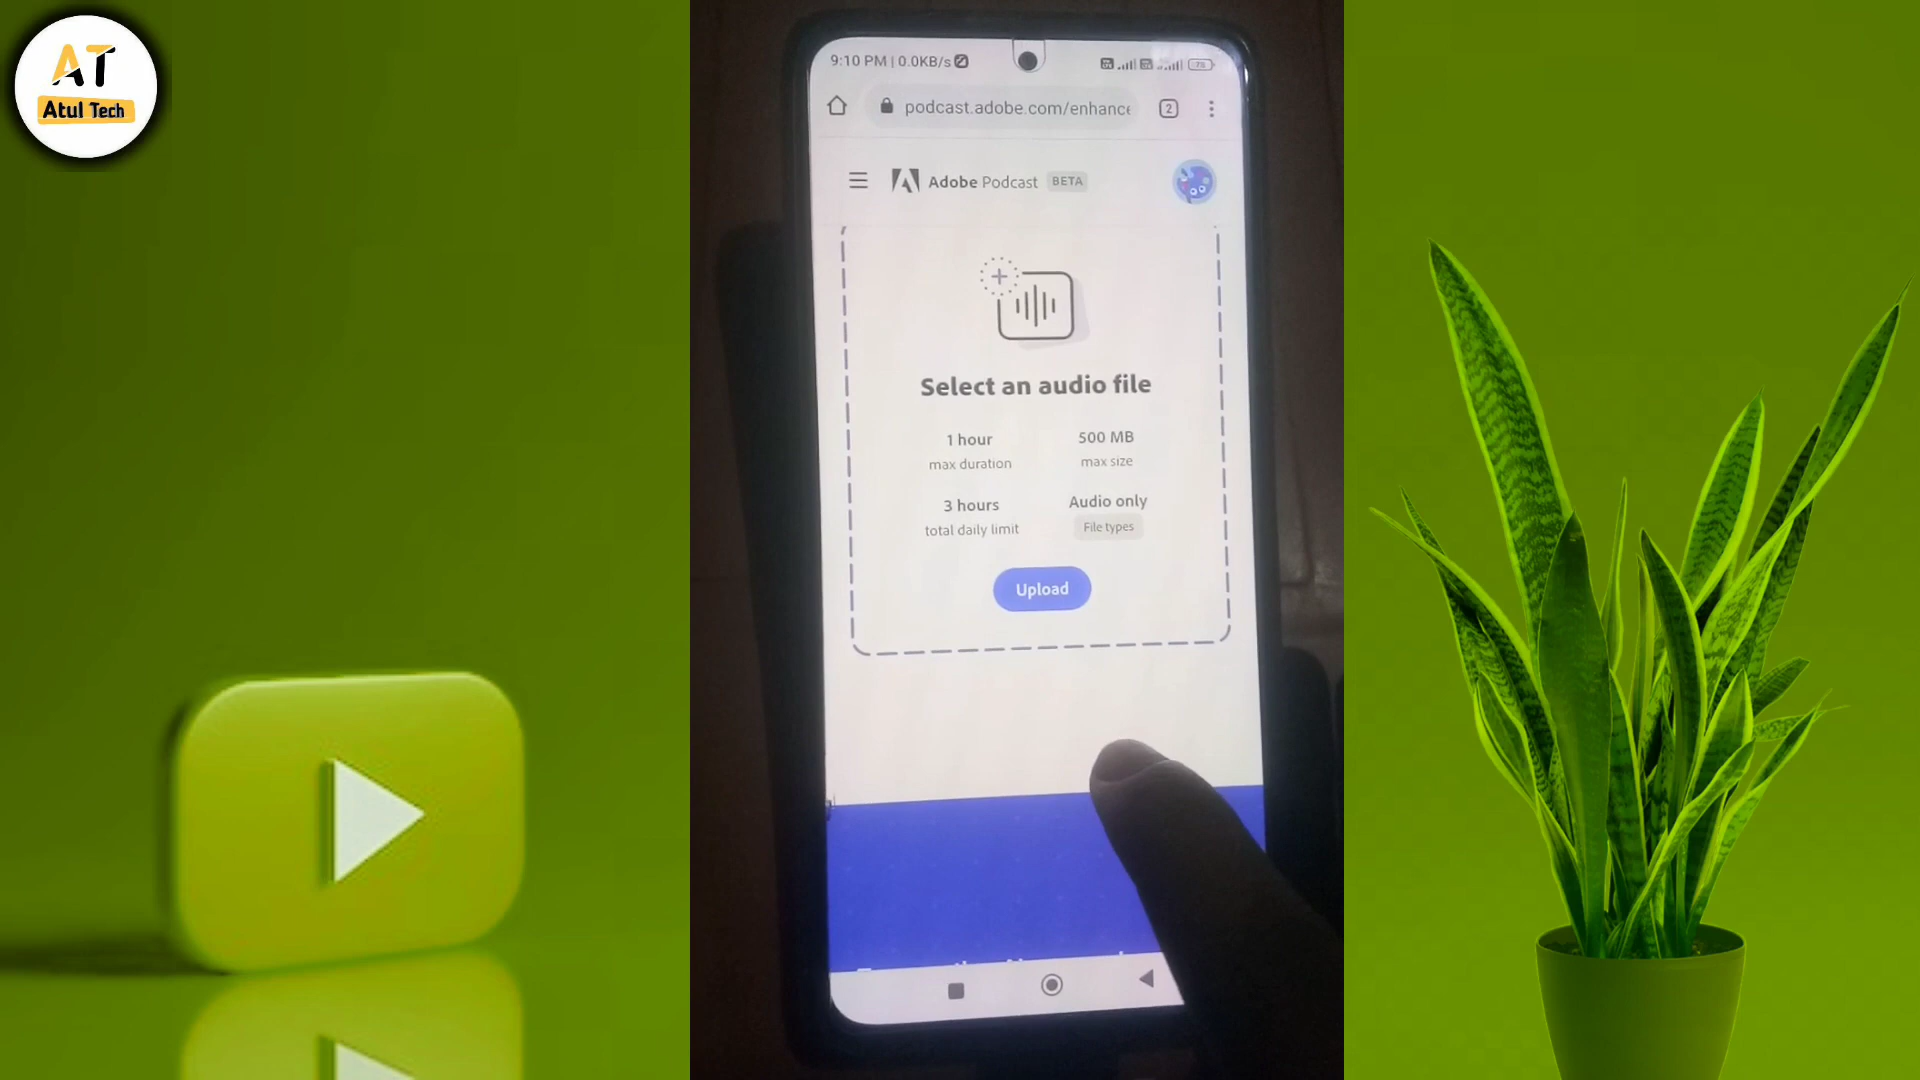 AT
Atul Tech
9:10 PM | 0.0KB/s
podcast.adobe.com/enhance
2
Adobe Podcast BETA
Select an audio file
1 hour
max duration
500 MB
max size
3 hours
total daily limit
Audio only
File types
Upload